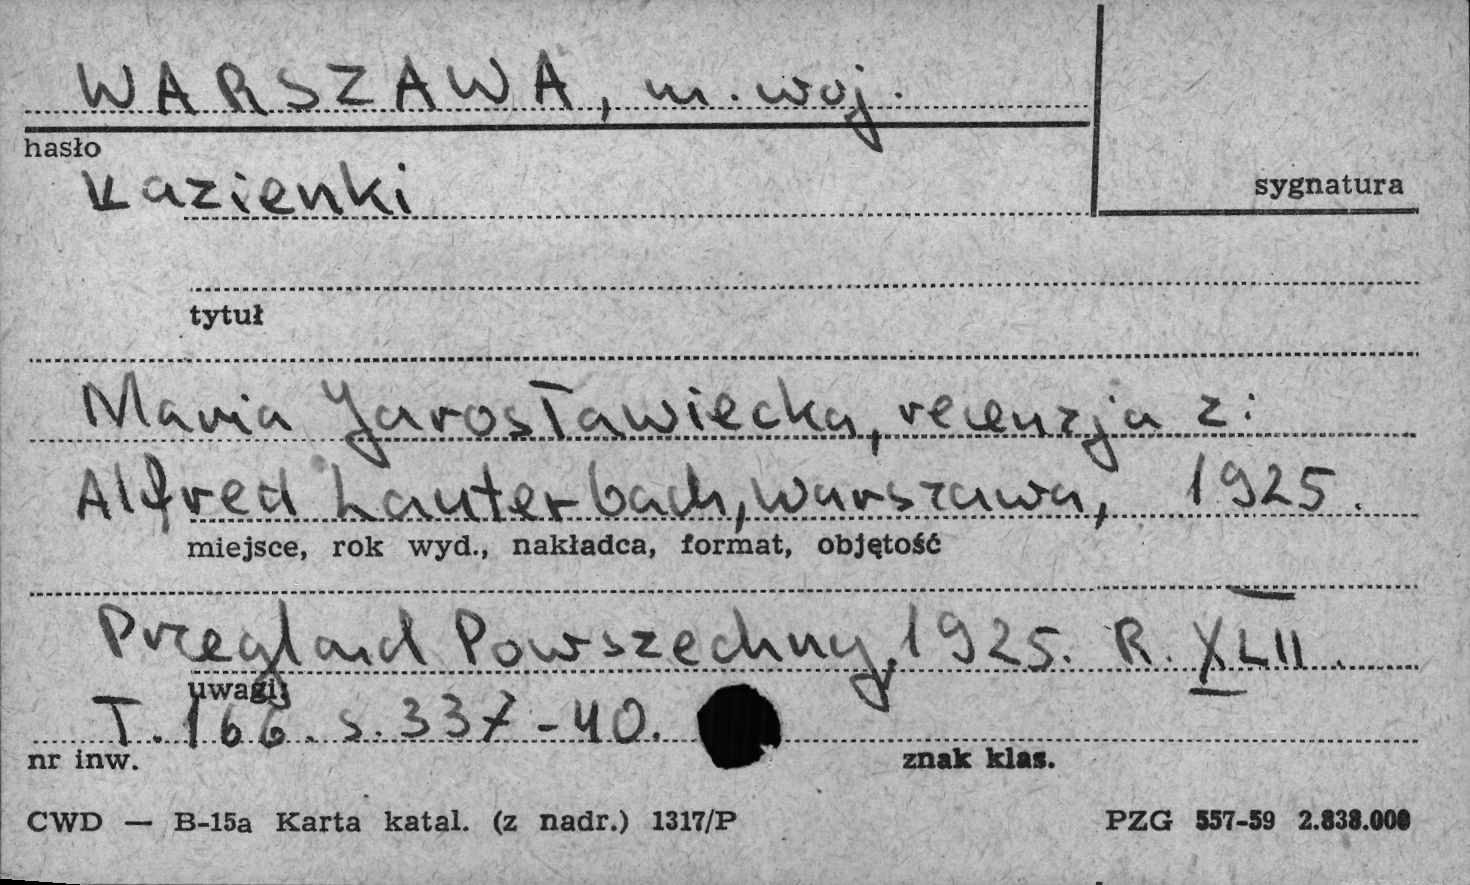 WARSZAWA, m. woj.
hasło
Łazienki
sygnatura
tytuł
Maria Jarosławiecka, recenzja z:
Alfred Lauterbach, Warszawa, 1925.
miejsce, rok wyd., nakładca, format, objętość
Przegląd Powszechny, 1925. R. XLII.
uwagi:
T. 166. s. 337-40.
nr inw.
znak klas.
CWD — B-15a Karta katal. (z nadr.) 1317/P
PZG 557-59 2.838.000